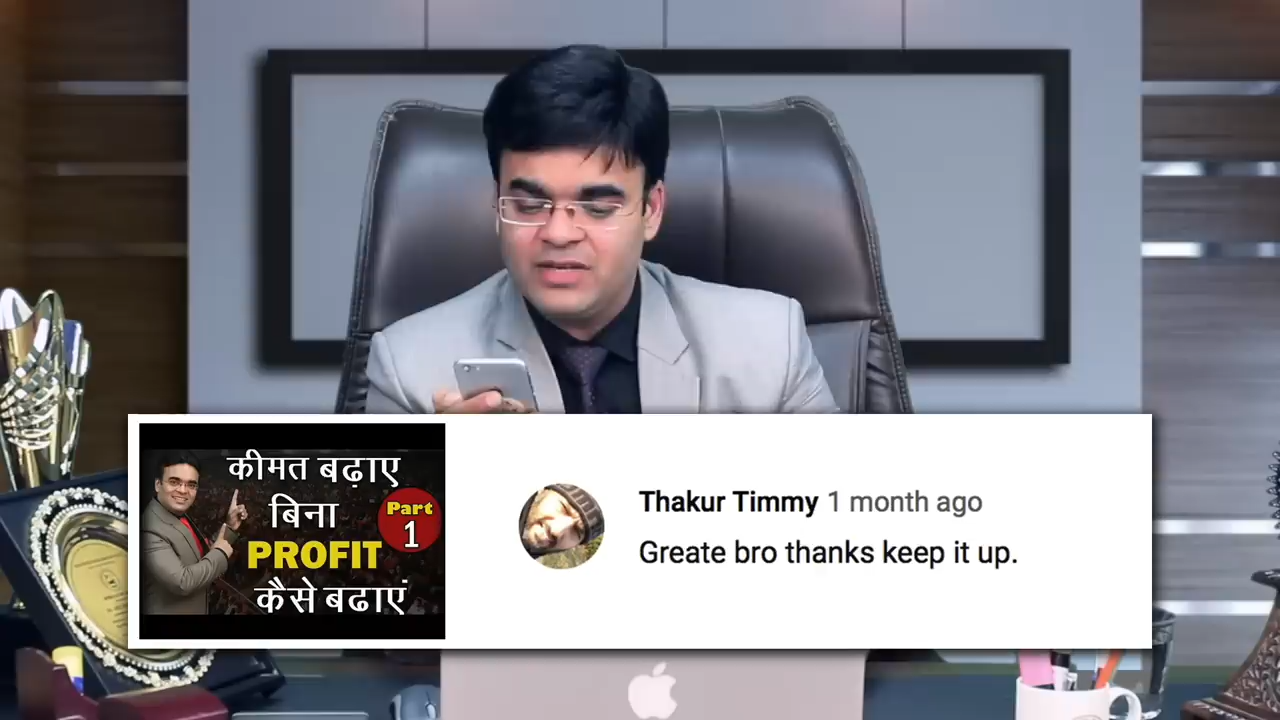 कीमत बढ़ाए
बिना
PROFIT
कैसे बढाएं
Part
1
Thakur Timmy 1 month ago
Greate bro thanks keep it up.